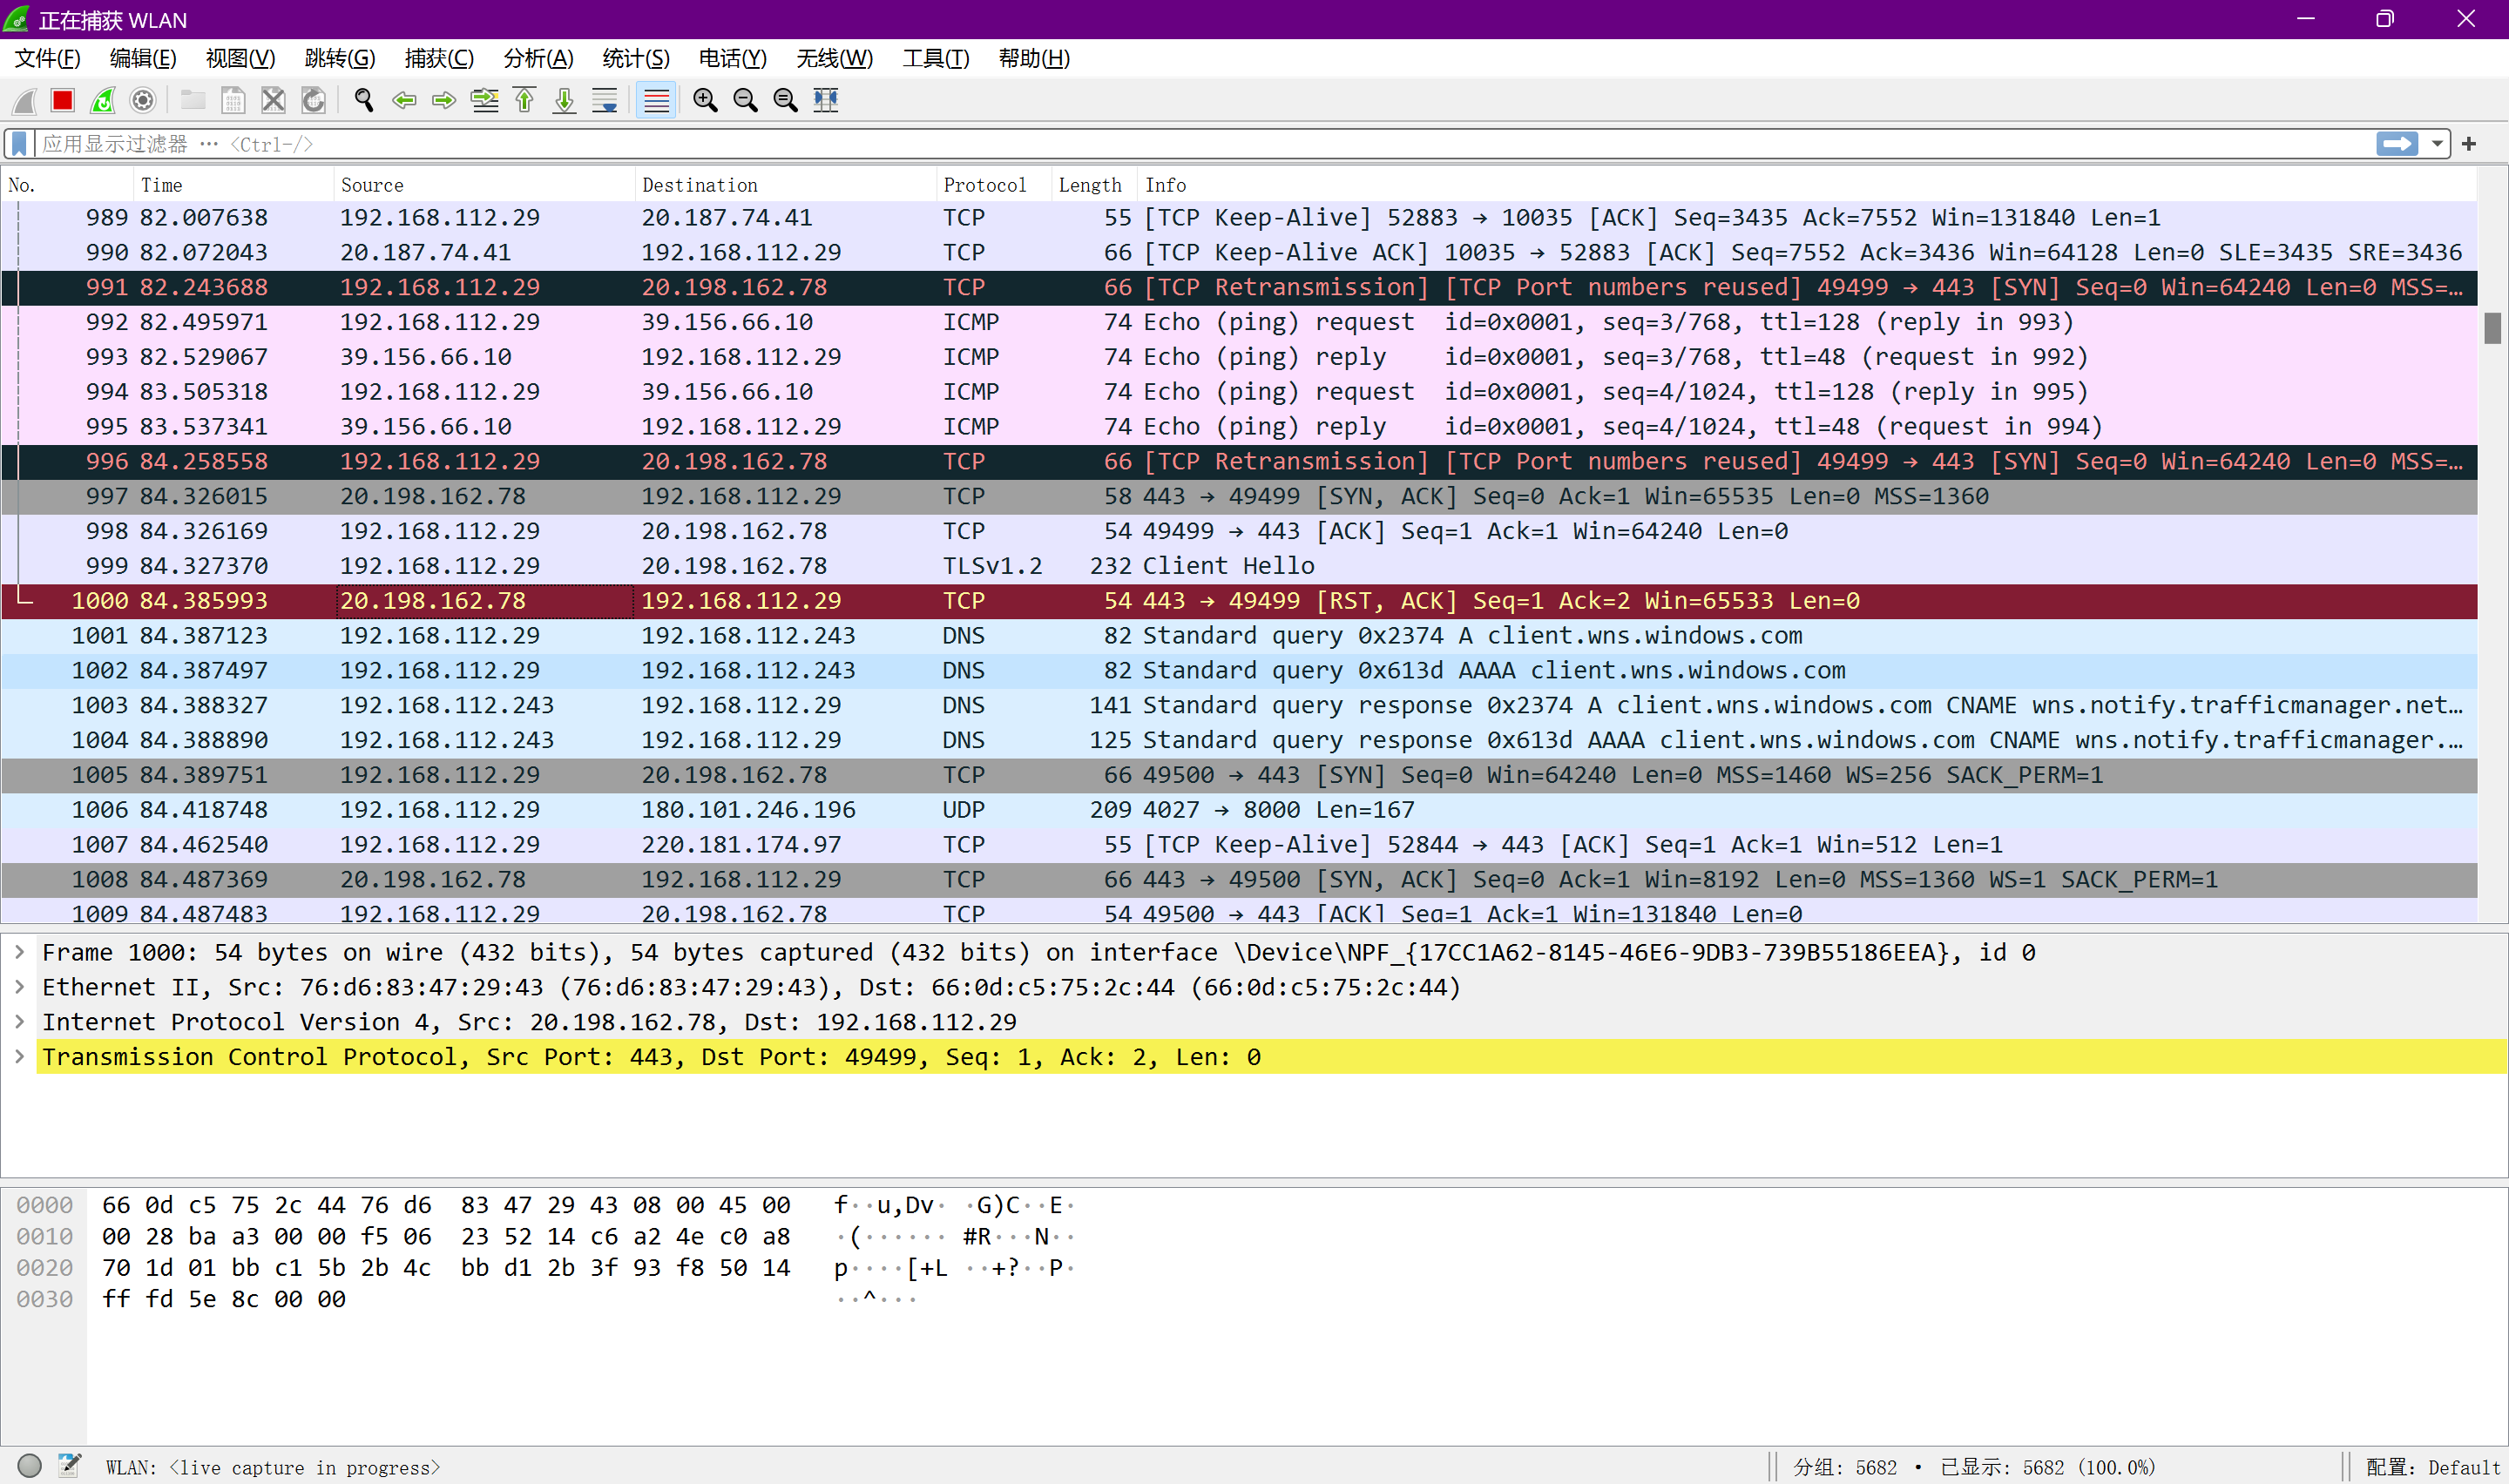 正在捕获 WLAN
文件(F) 编辑(E) 视图(V) 跳转(G) 捕获(C) 分析(A) 统计(S) 电话(Y) 无线(W) 工具(T) 帮助(H)
应用显示过滤器 … <Ctrl-/>
No. Time Source Destination Protocol Length Info
989 82.007638 192.168.112.29 20.187.74.41 TCP 55 [TCP Keep-Alive] 52883 → 10035 [ACK] Seq=3435 Ack=7552 Win=131840 Len=1
990 82.072043 20.187.74.41 192.168.112.29 TCP 66 [TCP Keep-Alive ACK] 10035 → 52883 [ACK] Seq=7552 Ack=3436 Win=64128 Len=0 SLE=3435 SRE=3436
991 82.243688 192.168.112.29 20.198.162.78 TCP 66 [TCP Retransmission] [TCP Port numbers reused] 49499 → 443 [SYN] Seq=0 Win=64240 Len=0 MSS=…
992 82.495971 192.168.112.29 39.156.66.10 ICMP 74 Echo (ping) request id=0x0001, seq=3/768, ttl=128 (reply in 993)
993 82.529067 39.156.66.10 192.168.112.29 ICMP 74 Echo (ping) reply id=0x0001, seq=3/768, ttl=48 (request in 992)
994 83.505318 192.168.112.29 39.156.66.10 ICMP 74 Echo (ping) request id=0x0001, seq=4/1024, ttl=128 (reply in 995)
995 83.537341 39.156.66.10 192.168.112.29 ICMP 74 Echo (ping) reply id=0x0001, seq=4/1024, ttl=48 (request in 994)
996 84.258558 192.168.112.29 20.198.162.78 TCP 66 [TCP Retransmission] [TCP Port numbers reused] 49499 → 443 [SYN] Seq=0 Win=64240 Len=0 MSS=…
997 84.326015 20.198.162.78 192.168.112.29 TCP 58 443 → 49499 [SYN, ACK] Seq=0 Ack=1 Win=65535 Len=0 MSS=1360
998 84.326169 192.168.112.29 20.198.162.78 TCP 54 49499 → 443 [ACK] Seq=1 Ack=1 Win=64240 Len=0
999 84.327370 192.168.112.29 20.198.162.78 TLSv1.2 232 Client Hello
1000 84.385993 20.198.162.78 192.168.112.29 TCP 54 443 → 49499 [RST, ACK] Seq=1 Ack=2 Win=65533 Len=0
1001 84.387123 192.168.112.29 192.168.112.243 DNS 82 Standard query 0x2374 A client.wns.windows.com
1002 84.387497 192.168.112.29 192.168.112.243 DNS 82 Standard query 0x613d AAAA client.wns.windows.com
1003 84.388327 192.168.112.243 192.168.112.29 DNS 141 Standard query response 0x2374 A client.wns.windows.com CNAME wns.notify.trafficmanager.net…
1004 84.388890 192.168.112.243 192.168.112.29 DNS 125 Standard query response 0x613d AAAA client.wns.windows.com CNAME wns.notify.trafficmanager.…
1005 84.389751 192.168.112.29 20.198.162.78 TCP 66 49500 → 443 [SYN] Seq=0 Win=64240 Len=0 MSS=1460 WS=256 SACK_PERM=1
1006 84.418748 192.168.112.29 180.101.246.196 UDP 209 4027 → 8000 Len=167
1007 84.462540 192.168.112.29 220.181.174.97 TCP 55 [TCP Keep-Alive] 52844 → 443 [ACK] Seq=1 Ack=1 Win=512 Len=1
1008 84.487369 20.198.162.78 192.168.112.29 TCP 66 443 → 49500 [SYN, ACK] Seq=0 Ack=1 Win=8192 Len=0 MSS=1360 WS=1 SACK_PERM=1
1009 84.487483 192.168.112.29 20.198.162.78 TCP 54 49500 → 443 [ACK] Seq=1 Ack=1 Win=131840 Len=0
Frame 1000: 54 bytes on wire (432 bits), 54 bytes captured (432 bits) on interface \Device\NPF_{17CC1A62-8145-46E6-9DB3-739B55186EEA}, id 0
Ethernet II, Src: 76:d6:83:47:29:43 (76:d6:83:47:29:43), Dst: 66:0d:c5:75:2c:44 (66:0d:c5:75:2c:44)
Internet Protocol Version 4, Src: 20.198.162.78, Dst: 192.168.112.29
Transmission Control Protocol, Src Port: 443, Dst Port: 49499, Seq: 1, Ack: 2, Len: 0
0000 66 0d c5 75 2c 44 76 d6 83 47 29 43 08 00 45 00 f··u,Dv· ·G)C··E·
0010 00 28 ba a3 00 00 f5 06 23 52 14 c6 a2 4e c0 a8 ·(······ #R···N··
0020 70 1d 01 bb c1 5b 2b 4c bb d1 2b 3f 93 f8 50 14 p····[+L ··+?··P·
0030 ff fd 5e 8c 00 00 ··^···
WLAN: <live capture in progress> 分组: 5682 · 已显示: 5682 (100.0%) 配置: Default